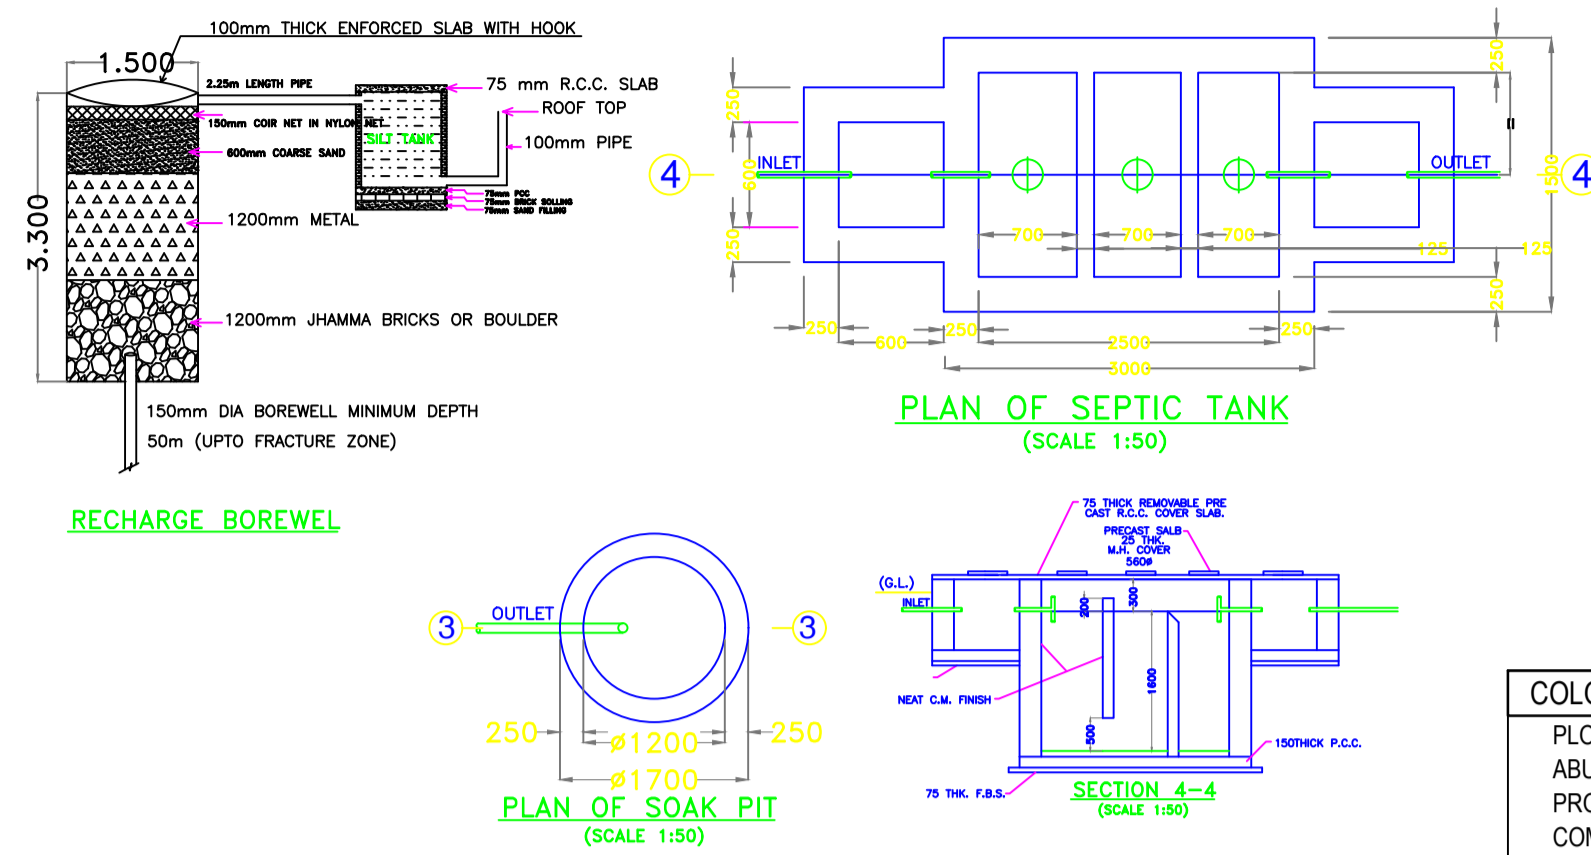 100mm THICK ENFORCED SLAB WITH HOOK
1.500
2.25m LENGTH PIPE
75 mm R.C.C. SLAB
ROOF TOP
150mm COIR NET IN NYLON NET
SILT TANK
100mm PIPE
600mm COARSE SAND
75mm PCC
75mm BRICK SOLLING
75mm SAND FILLING
1200mm METAL
3.300
1200mm JHAMMA BRICKS OR BOULDER
150mm DIA BOREWELL MINIMUM DEPTH
50m (UPTO FRACTURE ZONE)
RECHARGE BOREWEL
250
250
600
250
4
INLET
OUTLET
4
1500
700
700
700
125
125
250
250
600
250
2500
250
3000
PLAN OF SEPTIC TANK
(SCALE 1:50)
3
OUTLET
3
250
ø1200
250
ø1700
PLAN OF SOAK PIT
(SCALE 1:50)
75 THICK REMOVABLE PRE
CAST R.C.C. COVER SLAB.
PRECAST SALB
25 THK.
M.H. COVER
560ø
(G.L.)
INLET
200
300
1600
500
NEAT C.M. FINISH
150THICK P.C.C.
75 THK. F.B.S.
SECTION 4-4
(SCALE 1:50)
COLO
PLO
ABU
PRO
COM